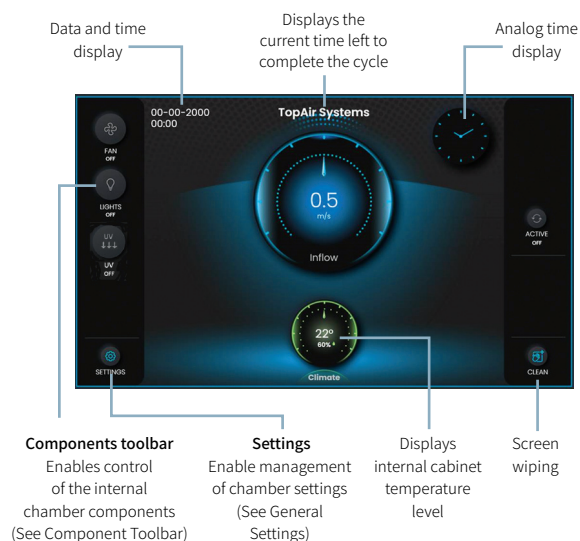 Data and time
display
Displays the
current time left to
complete the cycle
Analog time
display
00-00-2000
00:00
TopAir Systems
FAN
OFF
LIGHTS
OFF
UV
UV
OFF
0.5
m/s
Inflow
ACTIVE
OFF
22°
60%
Climate
SETTINGS
CLEAN
Components toolbar
Enables control
of the internal
chamber components
(See Component Toolbar)
Settings
Enable management
of chamber settings
(See General
Settings)
Displays
internal cabinet
temperature
level
Screen
wiping